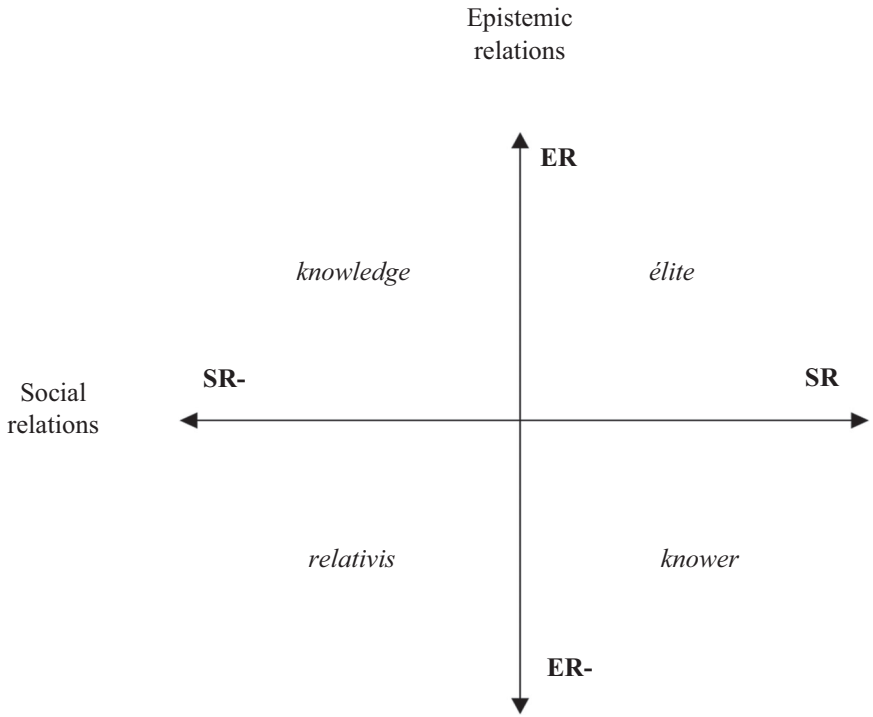 Epistemic
relations
ER
knowledge
élite
SR-
SR
Social
relations
relativis
knower
ER-